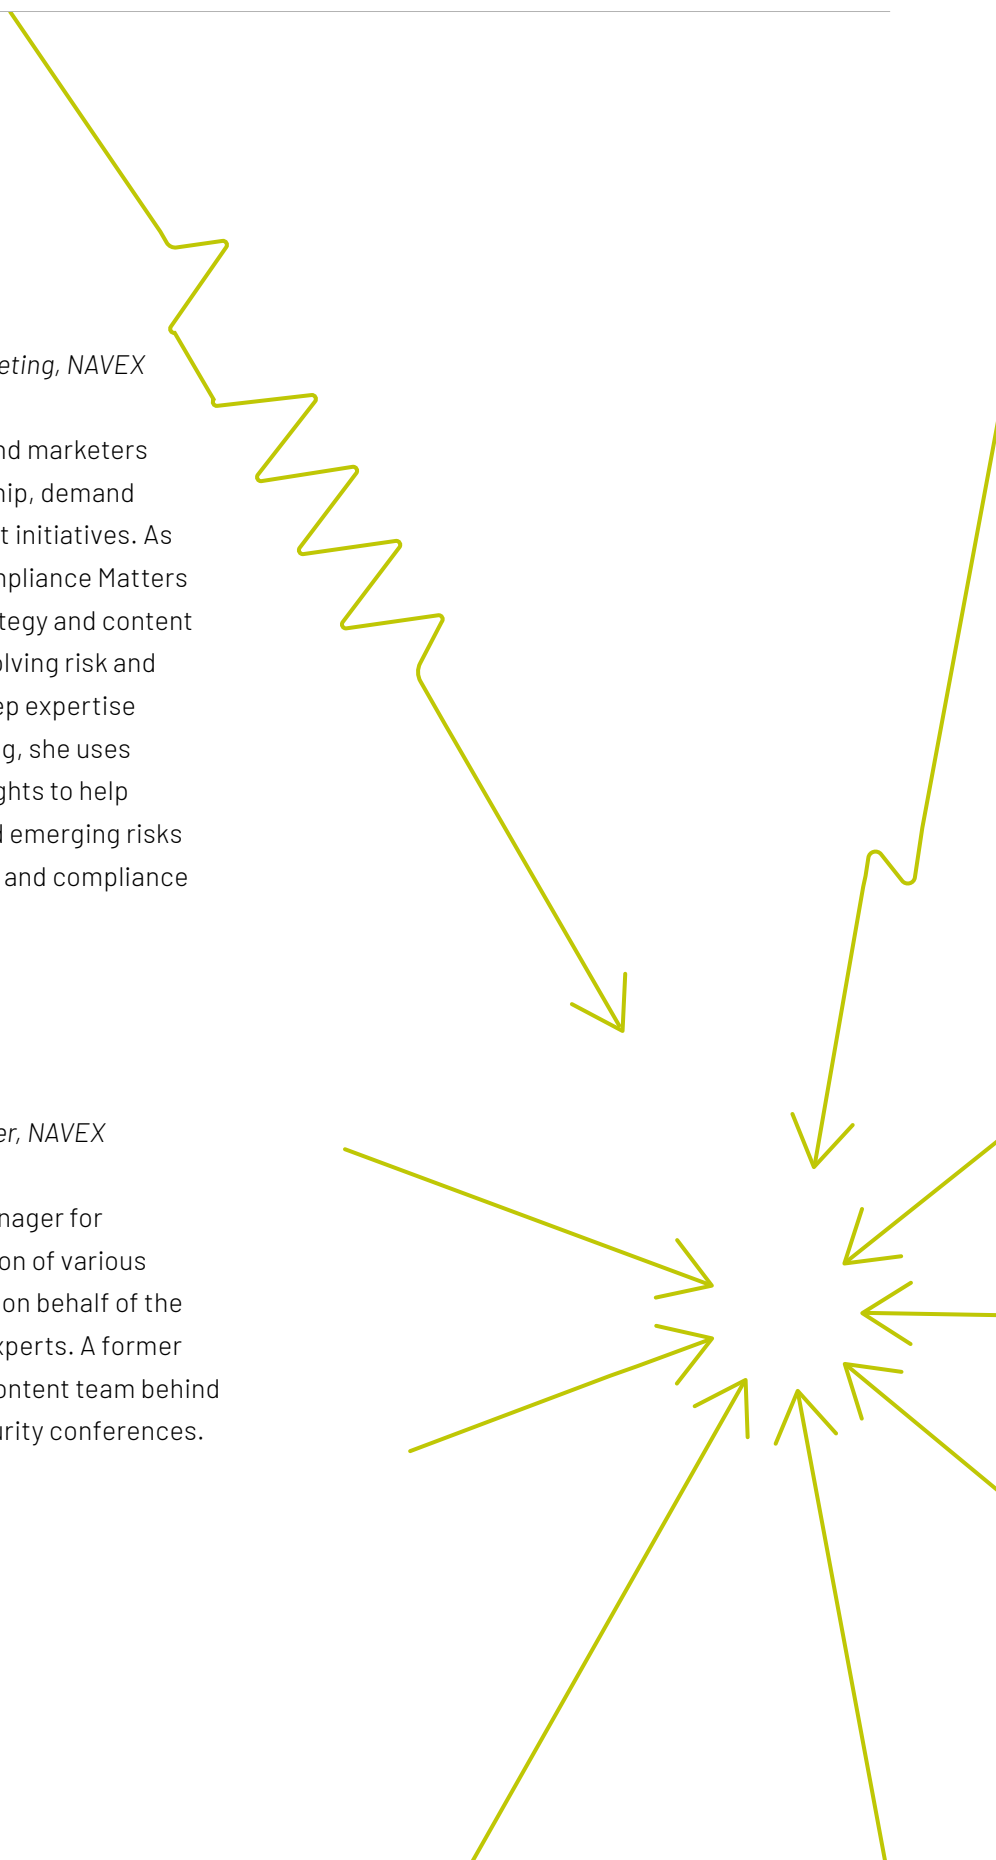 eting, NAVEX
nd marketers
hip, demand
t initiatives. As
mpliance Matters
tegy and content
olving risk and
ep expertise
g, she uses
ghts to help
d emerging risks
and compliance
er, NAVEX
nager for
on of various
on behalf of the
xperts. A former
ontent team behind
urity conferences.